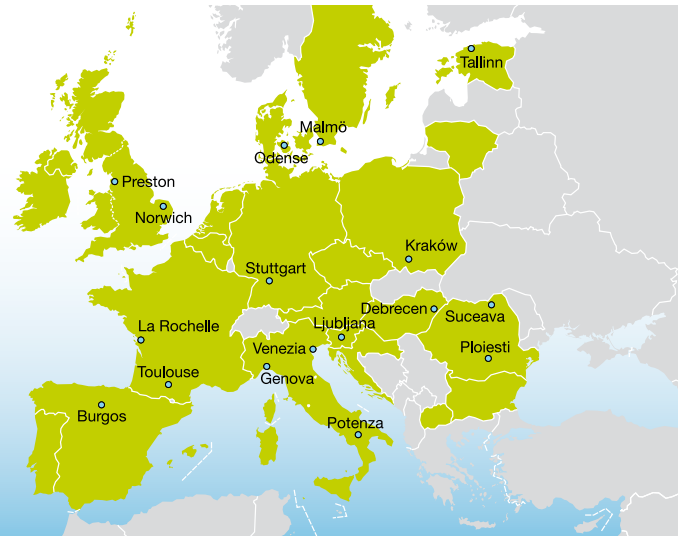 Tallinn
Malmö
Odense
Preston
Norwich
Kraków
Stuttgart
Debrecen
Suceava
La Rochelle
Ljubljana
Venezia
Ploiesti
Toulouse
Genova
Burgos
Potenza